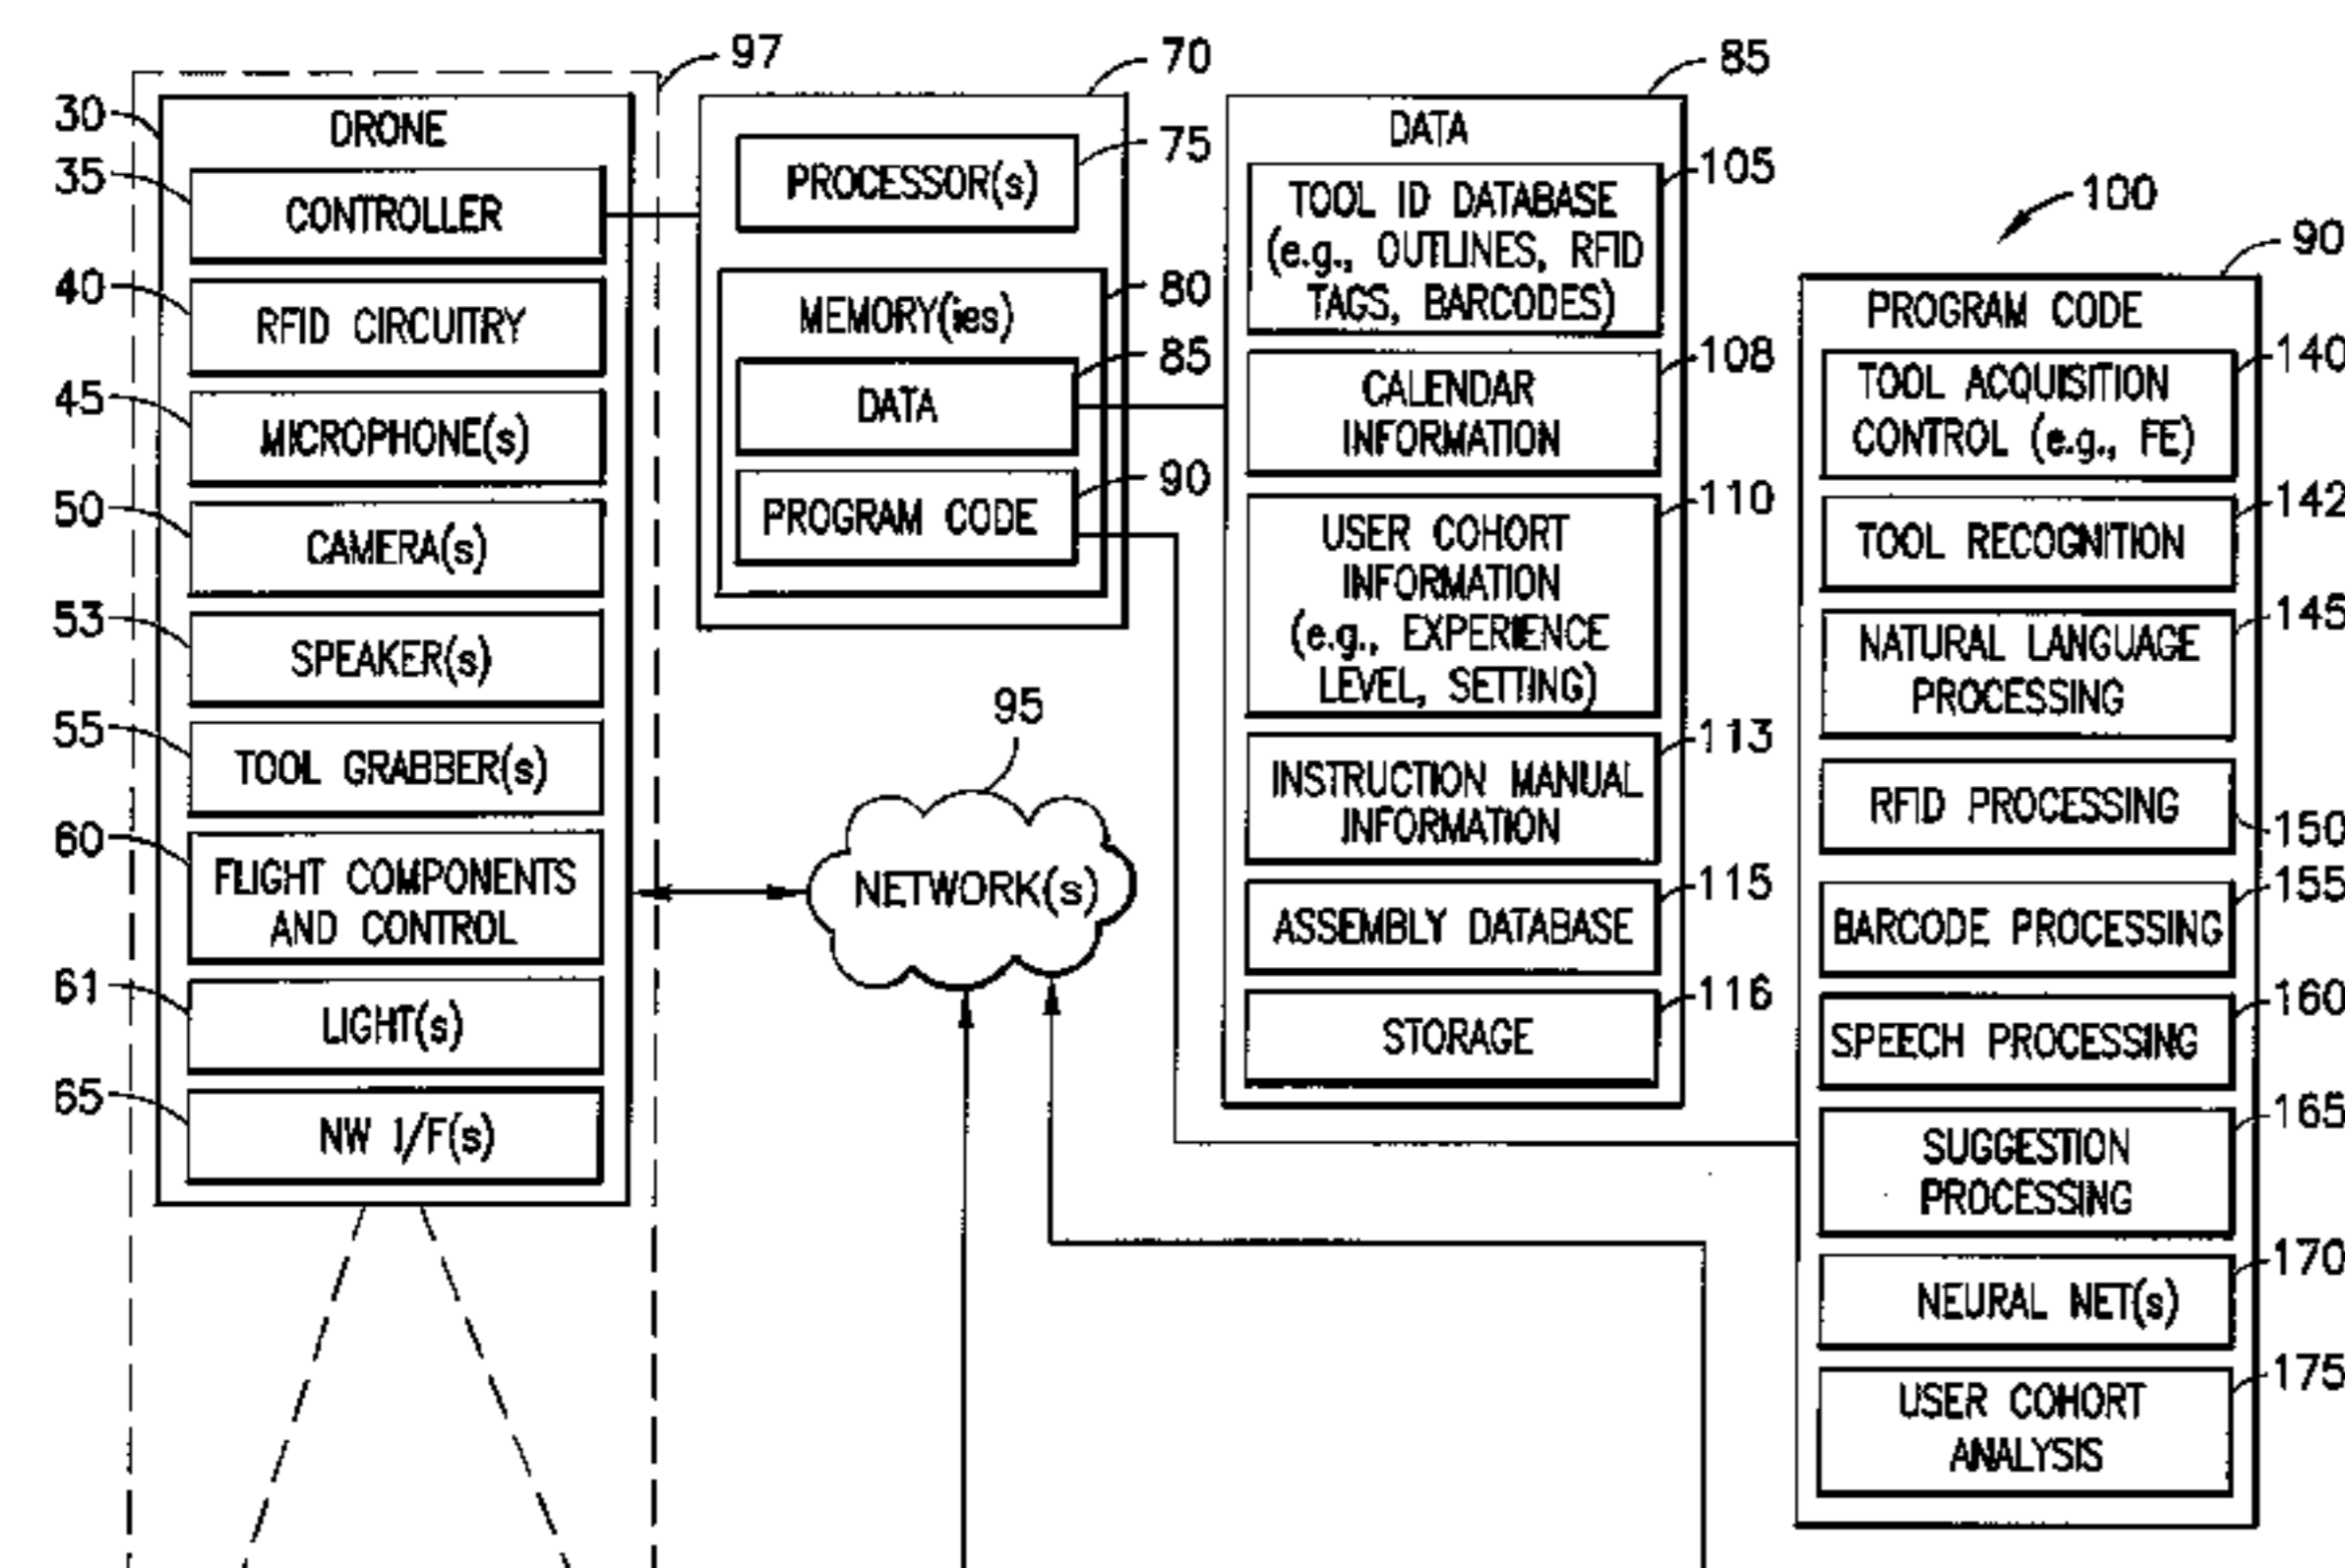 97
30
DRONE
35
CONTROLLER
40
RFID CIRCUITRY
45
MICROPHONE(s)
50
CAMERA(s)
53
SPEAKER(s)
55
TOOL GRABBER(s)
60
FLIGHT COMPONENTS
AND CONTROL
61
LIGHT(s)
65
NW I/F(s)
70
75
PROCESSOR(s)
80
MEMORY(ies)
85
DATA
90
PROGRAM CODE
95
NETWORK(s)
85
DATA
105
TOOL ID DATABASE
(e.g., OUTLINES, RFID
TAGS, BARCODES)
108
CALENDAR
INFORMATION
110
USER COHORT
INFORMATION
(e.g., EXPERIENCE
LEVEL, SETTING)
113
INSTRUCTION MANUAL
INFORMATION
115
ASSEMBLY DATABASE
116
STORAGE
100
90
PROGRAM CODE
140
TOOL ACQUISITION
CONTROL (e.g., FE)
142
TOOL RECOGNITION
145
NATURAL LANGUAGE
PROCESSING
RFID PROCESSING
150
155
BARCODE PROCESSING
160
SPEECH PROCESSING
165
SUGGESTION
PROCESSING
170
NEURAL NET(s)
175
USER COHORT
ANALYSIS